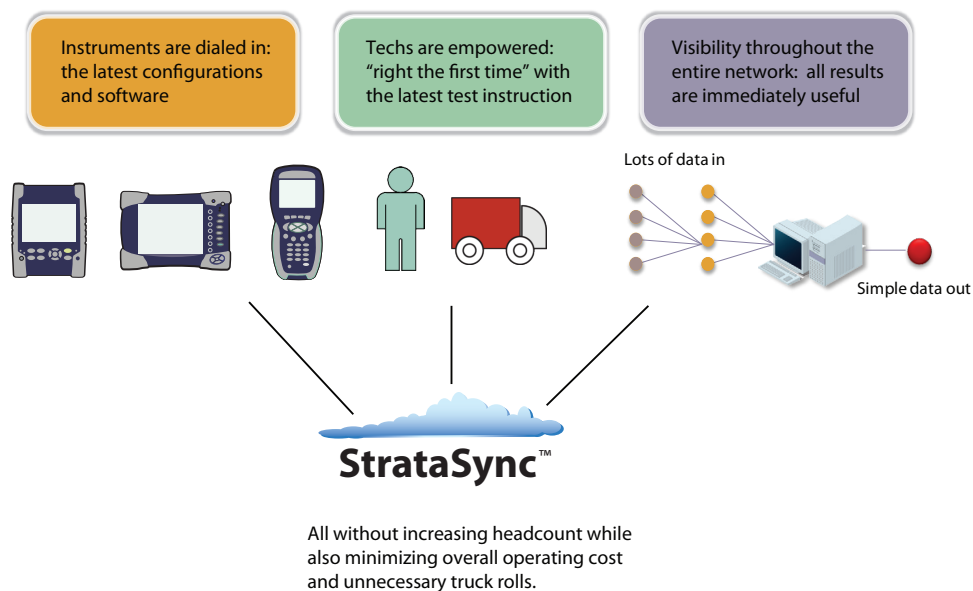 Instruments are dialed in:
the latest configurations
and software
Techs are empowered:
“right the first time” with
the latest test instruction
Visibility throughout the
entire network:  all results
are immediately useful
Lots of data in
Simple data out
StrataSync™
All without increasing headcount while
also minimizing overall operating cost
and unnecessary truck rolls.